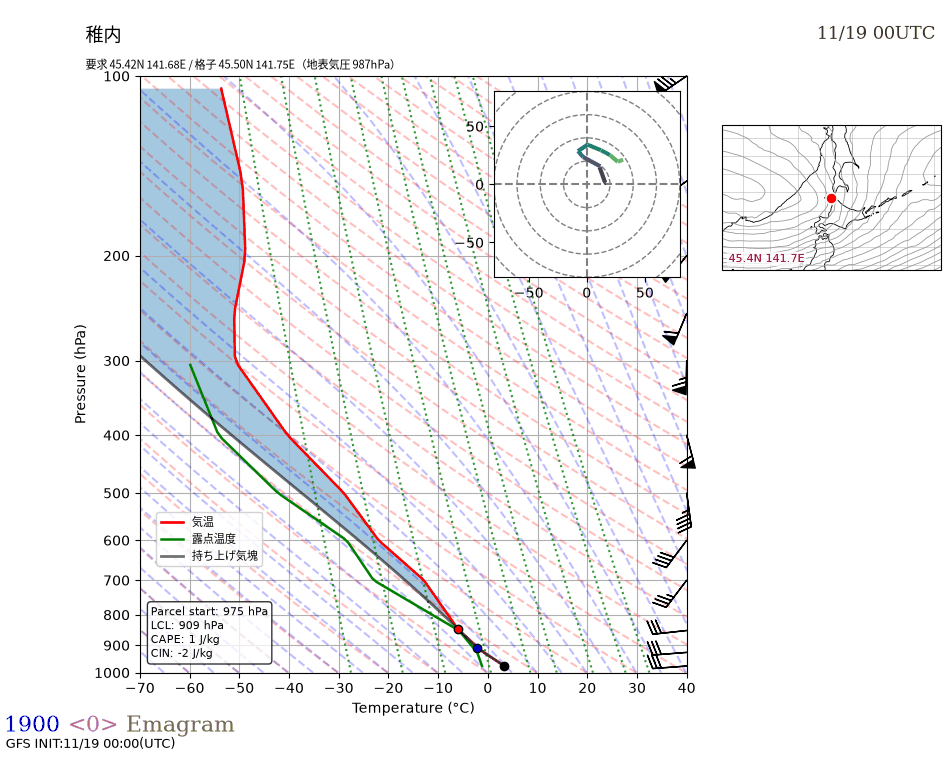 稚内
11/19 00UTC
要求 45.42N 141.68E / 格子 45.50N 141.75E（地表気圧 987hPa）
100
200
300
400
500
600
700
800
900
1000
Pressure (hPa)
50
0
−50
−50 0 50
45.4N 141.7E
気温
露点温度
持ち上げ気塊
Parcel start: 975 hPa
LCL: 909 hPa
CAPE: 1 J/kg
CIN: -2 J/kg
−70 −60 −50 −40 −30 −20 −10 0 10 20 30 40
Temperature (°C)
1900 <0> Emagram
GFS INIT:11/19 00:00(UTC)